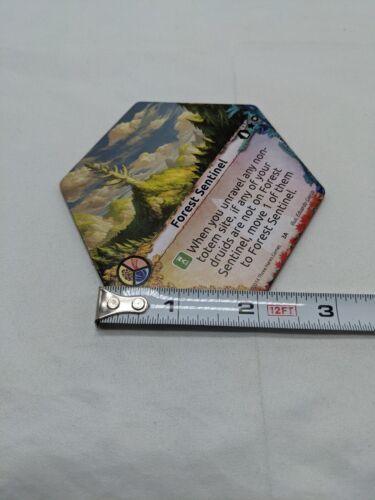 Forest Sentinel
When you unravel any non-
totem site, if any of your
druids are not on Forest
Sentinel, move 1 of them
to Forest Sentinel.
3A
1 2 12FT 3